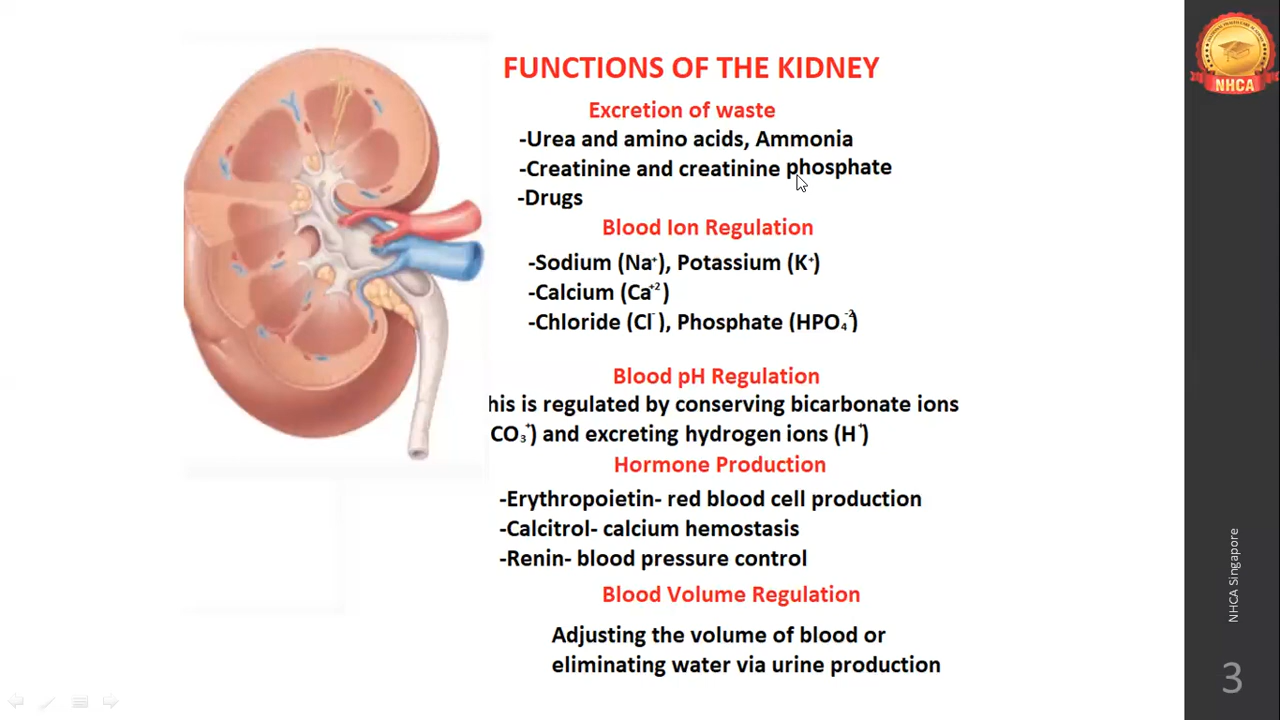 FUNCTIONS OF THE KIDNEY
Excretion of waste
-Urea and amino acids, Ammonia
-Creatinine and creatinine phosphate
-Drugs
Blood Ion Regulation
-Sodium (Na⁺), Potassium (K⁺)
-Calcium (Ca⁺²)
-Chloride (Cl⁻), Phosphate (HPO₄⁻²)
Blood pH Regulation
his is regulated by conserving bicarbonate ions
CO₃⁺) and excreting hydrogen ions (H⁺)
Hormone Production
-Erythropoietin- red blood cell production
-Calcitrol- calcium hemostasis
-Renin- blood pressure control
Blood Volume Regulation
Adjusting the volume of blood or
eliminating water via urine production
NHCA
NHCA Singapore
3